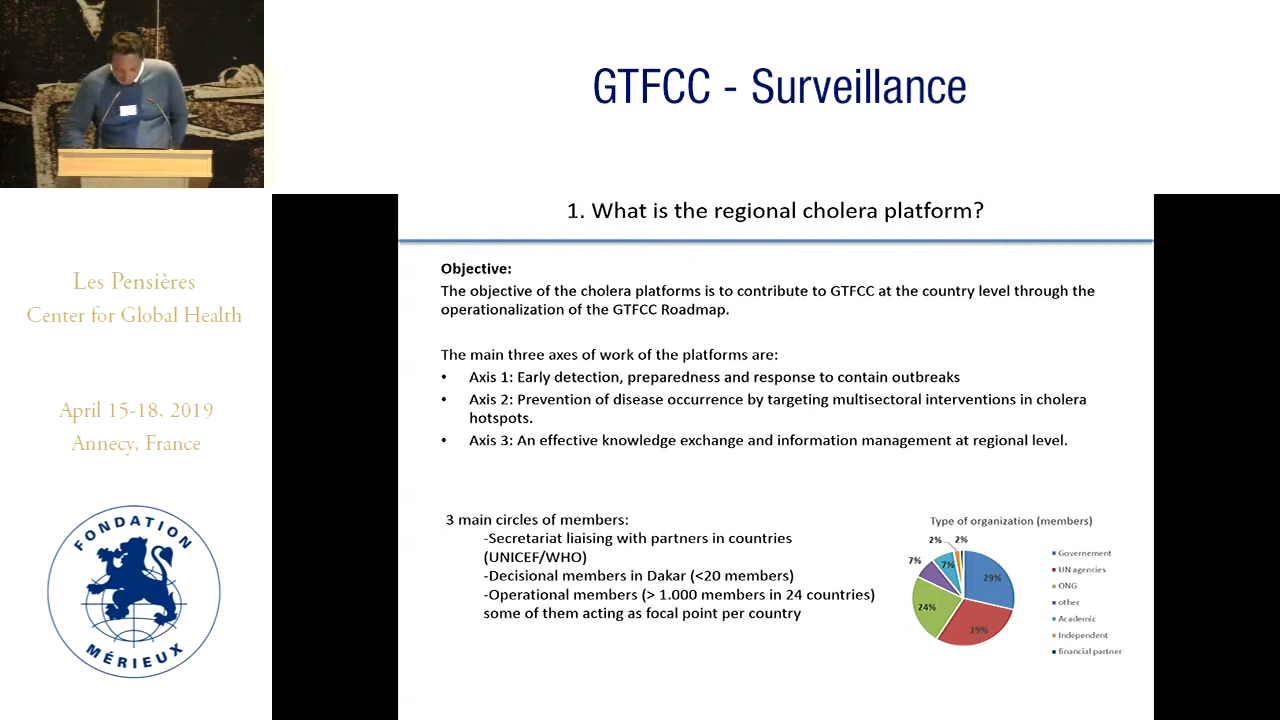 GTFCC - Surveillance
1. What is the regional cholera platform?
Les Pensières
Center for Global Health
April 15-18, 2019
Annecy, France
FONDATION
MÉRIEUX
Objective:
The objective of the cholera platforms is to contribute to GTFCC at the country level through the
operationalization of the GTFCC Roadmap.
The main three axes of work of the platforms are:
• Axis 1: Early detection, preparedness and response to contain outbreaks
• Axis 2: Prevention of disease occurrence by targeting multisectoral interventions in cholera
hotspots.
• Axis 3: An effective knowledge exchange and information management at regional level.
3 main circles of members:
-Secretariat liaising with partners in countries
(UNICEF/WHO)
-Decisional members in Dakar (<20 members)
-Operational members (> 1.000 members in 24 countries)
some of them acting as focal point per country
Type of organization (members)
2% 2%
7%
7%
29%
24%
29%
Governement
UN agencies
ONG
other
Academic
Independent
financial partner